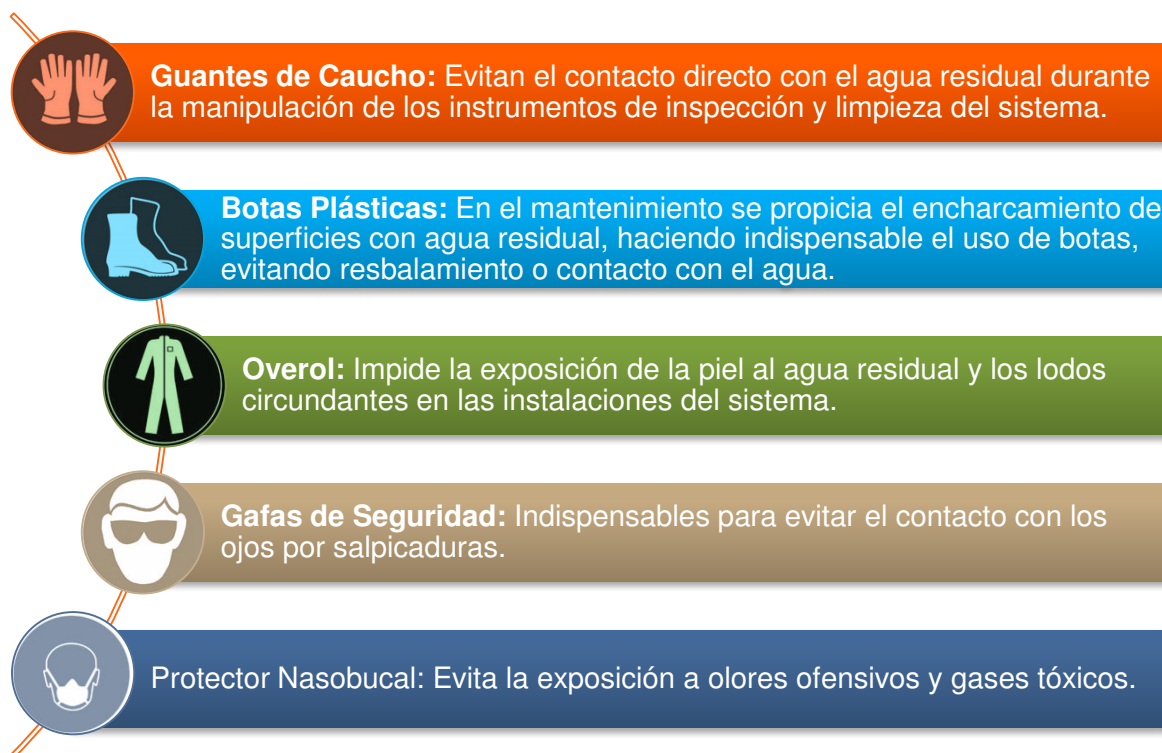 Guantes de Caucho: Evitan el contacto directo con el agua residual durante
la manipulación de los instrumentos de inspección y limpieza del sistema.
Botas Plásticas: En el mantenimiento se propicia el encharcamiento de
superficies con agua residual, haciendo indispensable el uso de botas,
evitando resbalamiento o contacto con el agua.
Overol: Impide la exposición de la piel al agua residual y los lodos
circundantes en las instalaciones del sistema.
Gafas de Seguridad: Indispensables para evitar el contacto con los
ojos por salpicaduras.
Protector Nasobucal: Evita la exposición a olores ofensivos y gases tóxicos.